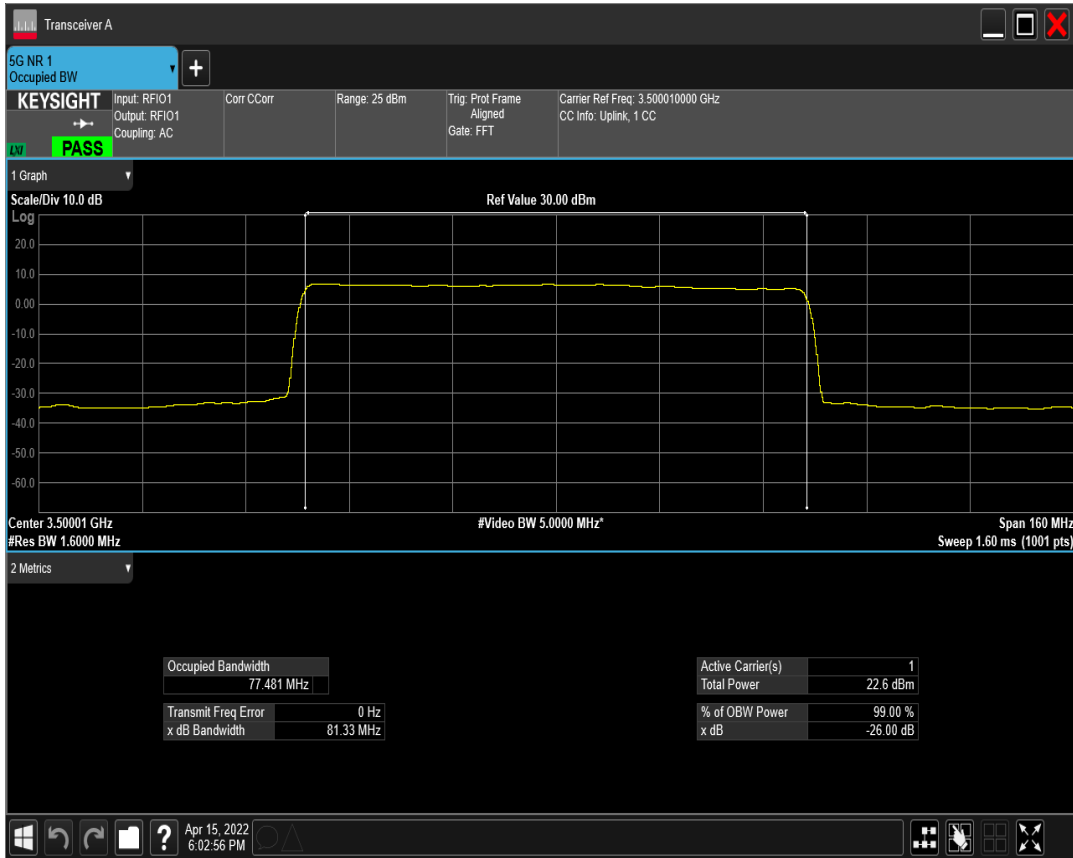 Transceiver A
5G NR 1
Occupied BW
KEYSIGHT
Input: RFIO1
Output: RFIO1
Coupling: AC
Corr CCorr
Range: 25 dBm
Trig: Prot Frame
Aligned
Gate: FFT
Carrier Ref Freq: 3.500010000 GHz
CC Info: Uplink, 1 CC
LXI
PASS
1 Graph
Scale/Div 10.0 dB
Ref Value 30.00 dBm
Log
20.0
10.0
0.00
-10.0
-20.0
-30.0
-40.0
-50.0
-60.0
Center 3.50001 GHz
#Video BW 5.0000 MHz*
Span 160 MHz
#Res BW 1.6000 MHz
Sweep 1.60 ms (1001 pts)
2 Metrics
Occupied Bandwidth
77.481 MHz
Transmit Freq Error 0 Hz
x dB Bandwidth 81.33 MHz
Active Carrier(s) 1
Total Power 22.6 dBm
% of OBW Power 99.00 %
x dB -26.00 dB
?
Apr 15, 2022
6:02:56 PM